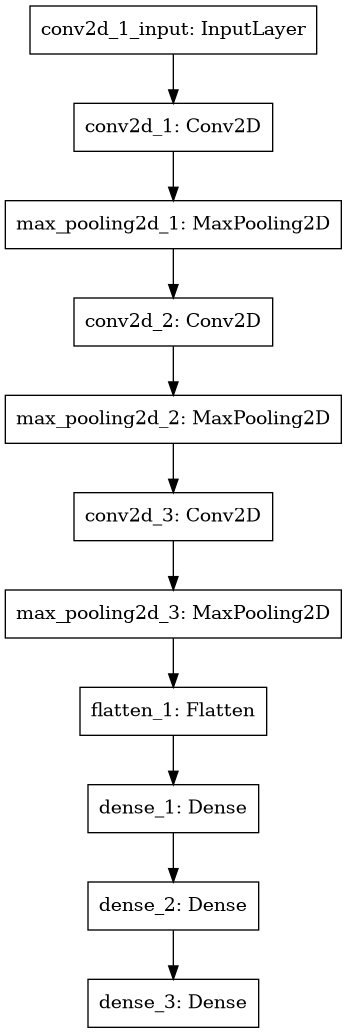 conv2d_1_input: InputLayer
conv2d_1: Conv2D
max_pooling2d_1: MaxPooling2D
conv2d_2: Conv2D
max_pooling2d_2: MaxPooling2D
conv2d_3: Conv2D
max_pooling2d_3: MaxPooling2D
flatten_1: Flatten
dense_1: Dense
dense_2: Dense
dense_3: Dense